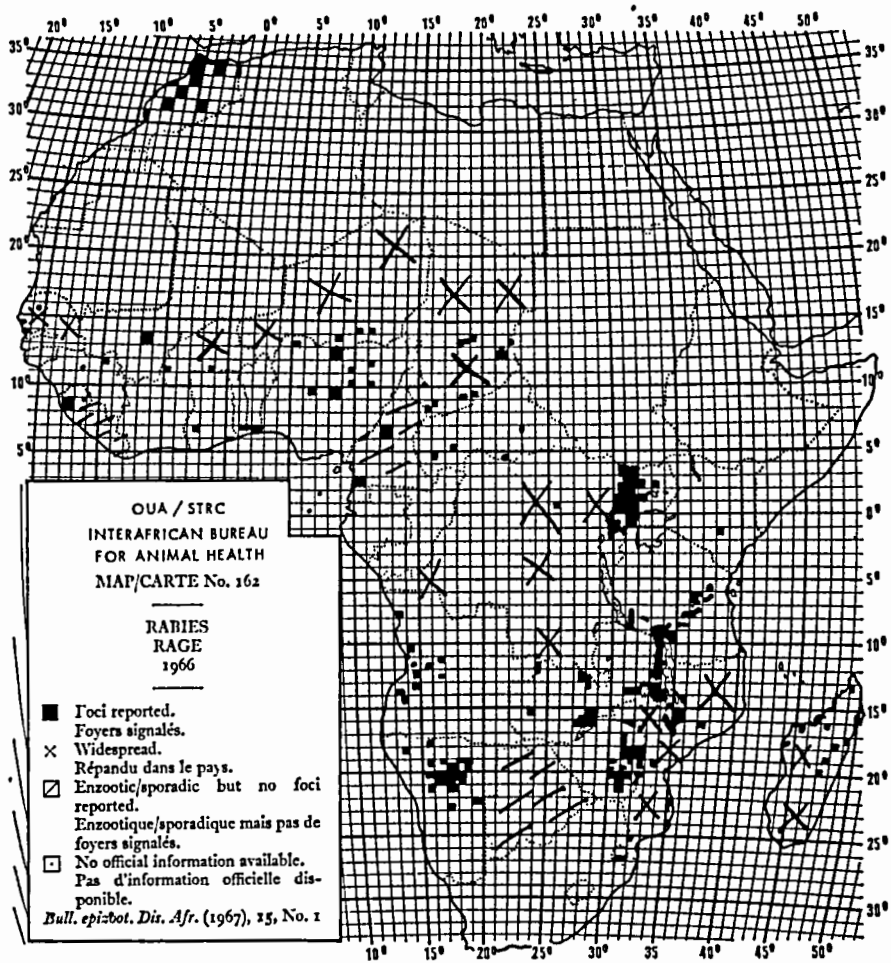 20° 15° 10° 5° 0° 5° 10° 15° 20° 25° 30° 35° 40° 45° 50°
35° 35°
30° 30°
25° 25°
20° 20°
15° 15°
10° 10°
5° 5°
0°
5°
10°
15°
20°
25°
30°
OUA / STRC
INTERAFRICAN BUREAU
FOR ANIMAL HEALTH
MAP/CARTE No. 162
RABIES
RAGE
1966
Foci reported.
Foyers signalés.
× Widespread.
Répandu dans le pays.
Enzootic/sporadic but no foci
reported.
Enzootique/sporadique mais pas de
foyers signalés.
No official information available.
Pas d'information officielle dis-
ponible.
Bull. epizoot. Dis. Afr. (1967), 15, No. 1
10° 15° 20° 25° 30° 35° 40° 45° 50°